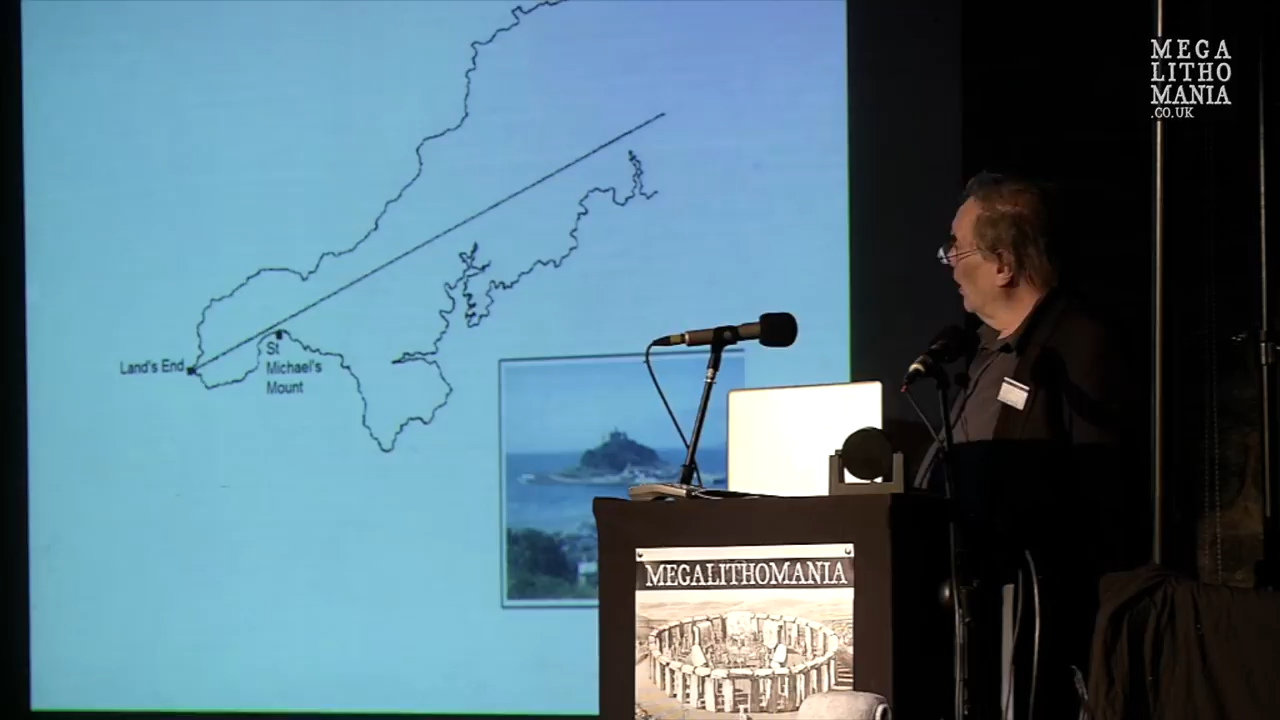 MEGA
LITHO
MANIA
.CO.UK
Land's End
St
Michael's
Mount
MEGALITHOMANIA